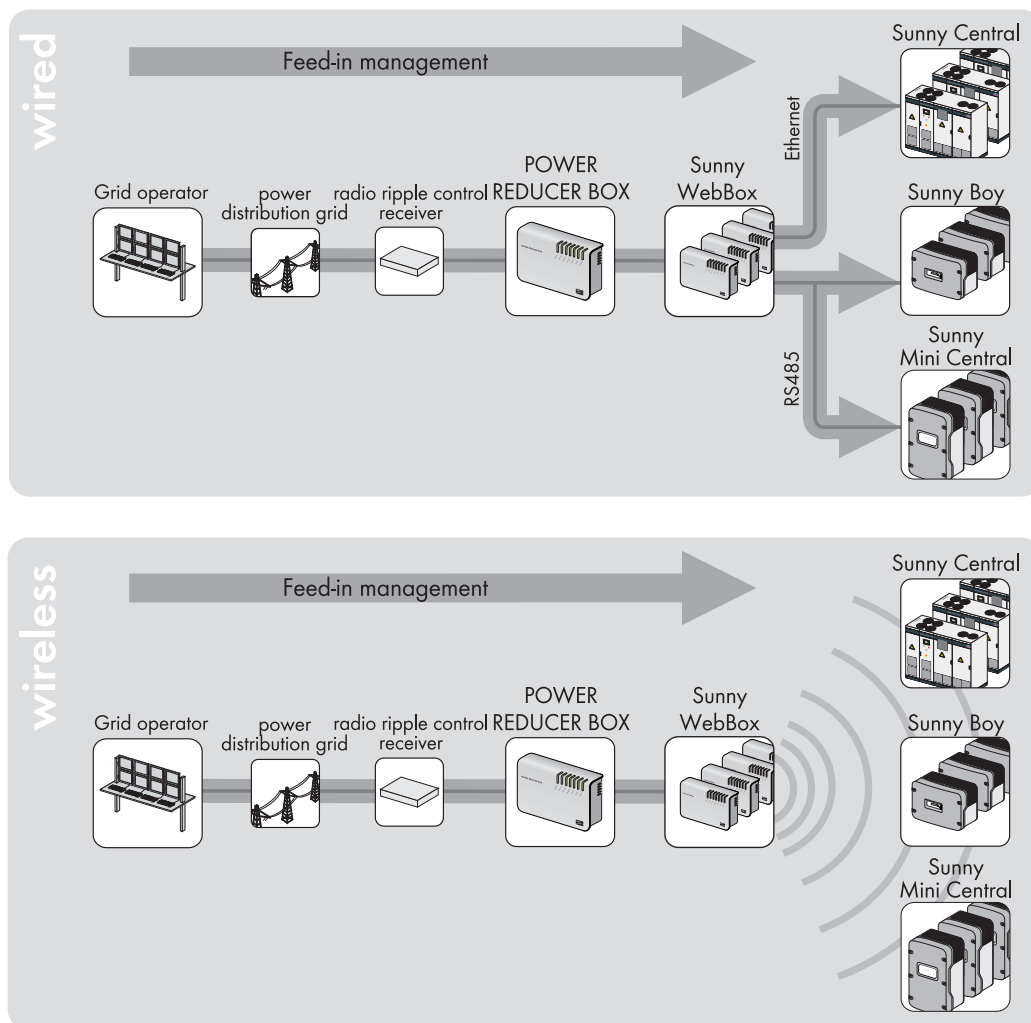 wired
Feed-in management
Sunny Central
Ethernet
Grid operator
power
distribution grid
radio ripple control
receiver
POWER
REDUCER BOX
Sunny
WebBox
Sunny Boy
RS485
Sunny
Mini Central
wireless
Feed-in management
Sunny Central
Grid operator
power
distribution grid
radio ripple control
receiver
POWER
REDUCER BOX
Sunny
WebBox
Sunny Boy
Sunny
Mini Central